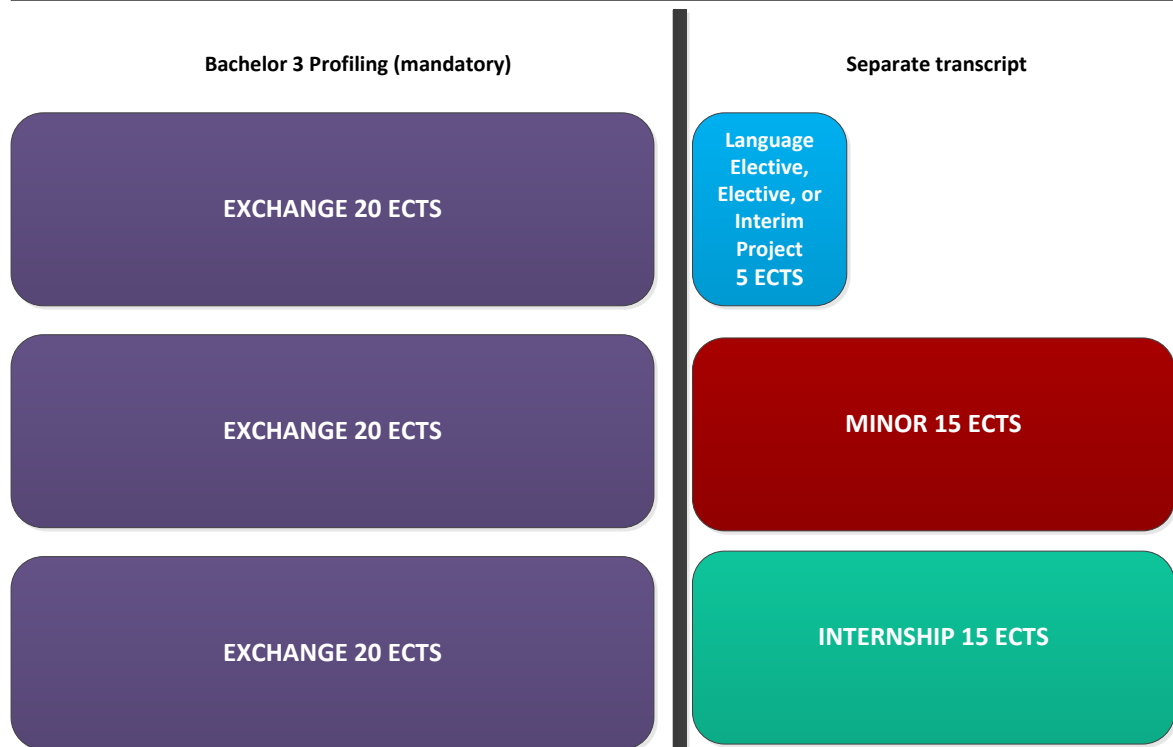 Bachelor 3 Profiling (mandatory)
Separate transcript
EXCHANGE 20 ECTS
Language
Elective,
Elective, or
Interim
Project
5 ECTS
EXCHANGE 20 ECTS
MINOR 15 ECTS
EXCHANGE 20 ECTS
INTERNSHIP 15 ECTS